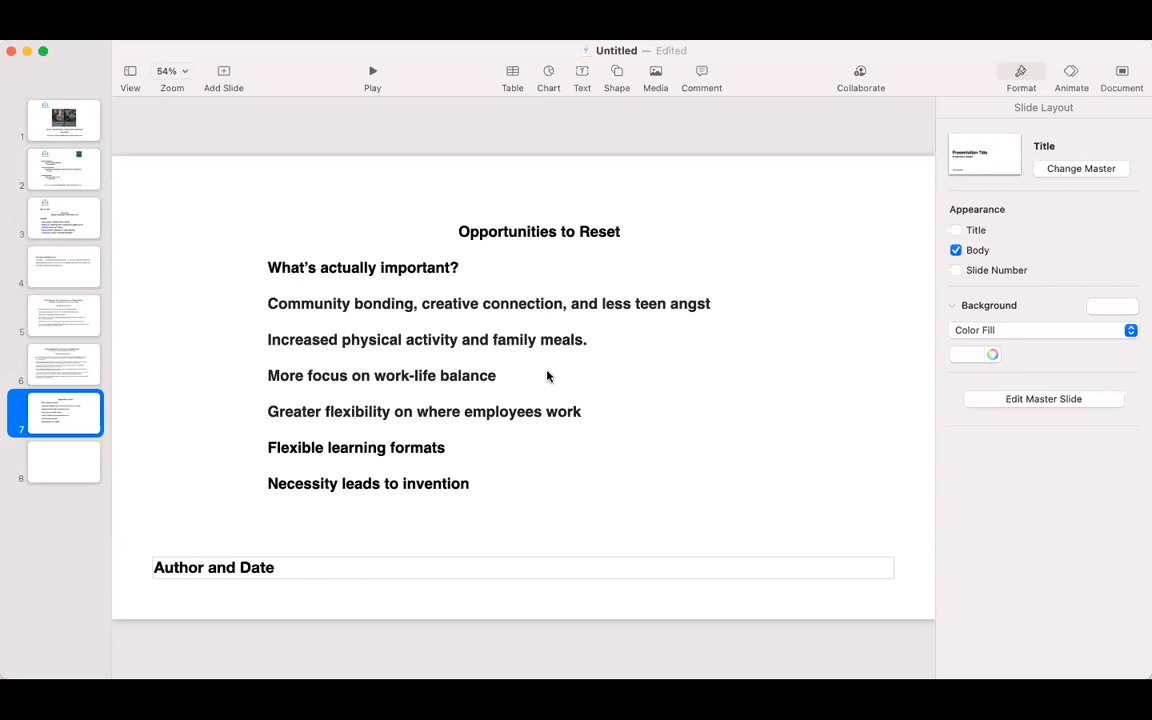 Untitled — Edited
View
54%
Zoom
Add Slide
Play
Table
Chart
Text
Shape
Media
Comment
Collaborate
Format
Animate
Document
1
2
3
4
5
6
7
8
Opportunities to Reset
What's actually important?
Community bonding, creative connection, and less teen angst
Increased physical activity and family meals.
More focus on work-life balance
Greater flexibility on where employees work
Flexible learning formats
Necessity leads to invention
Author and Date
Slide Layout
Presentation Title
Title
Change Master
Appearance
Title
Body
Slide Number
Background
Color Fill
Edit Master Slide